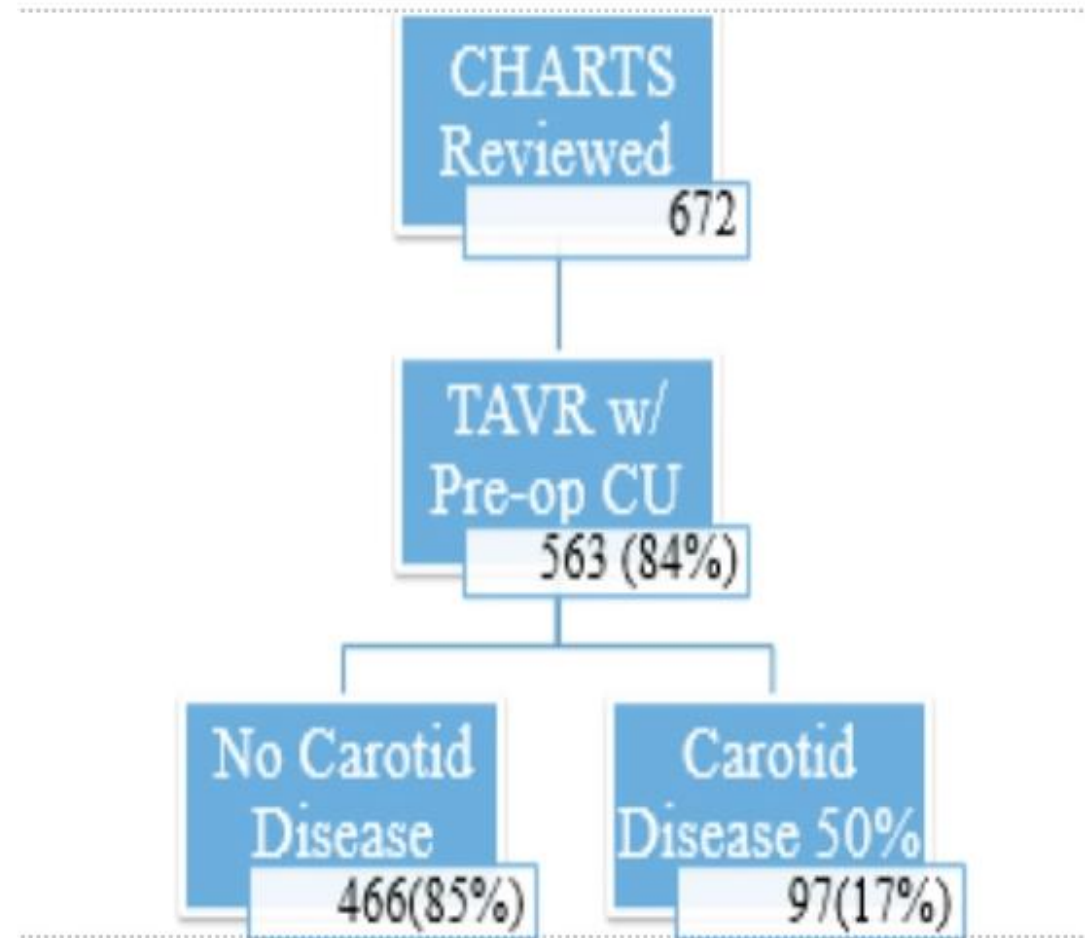 CHARTS
Reviewed
672
TAVR w/
Pre-op CU
563 (84%)
No Carotid
Disease
466(85%)
Carotid
Disease 50%
97(17%)